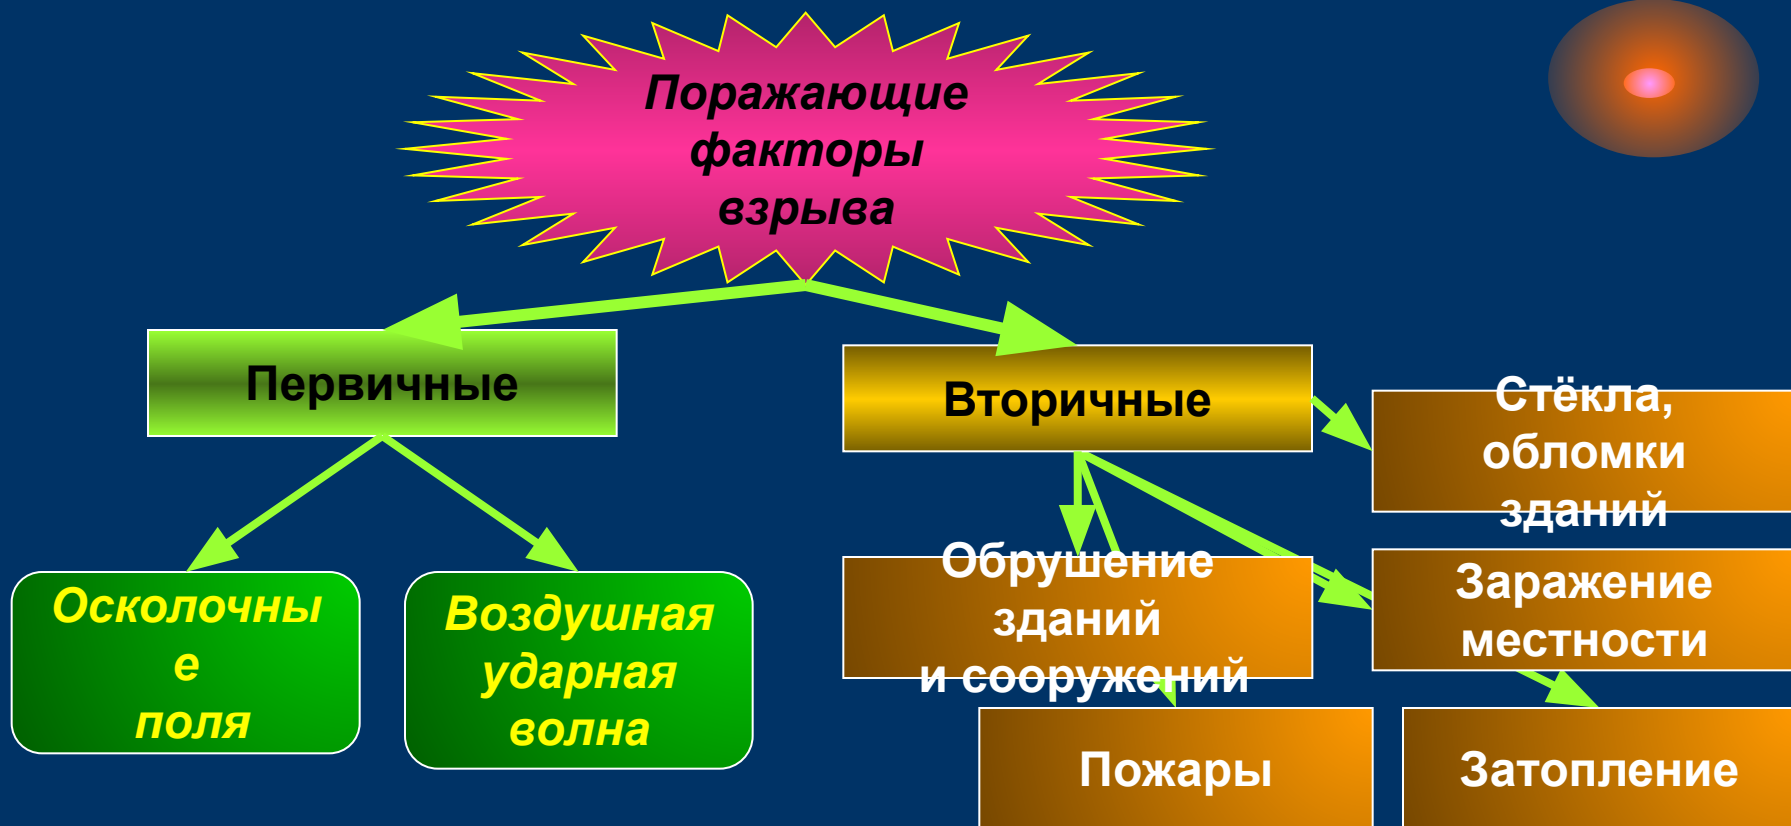 Поражающие
факторы
взрыва
Первичные
Вторичные
Стёкла,
обломки
зданий
Осколочны
е
поля
Воздушная
ударная
волна
Обрушение
зданий
и сооружений
Заражение
местности
Пожары
Затопление